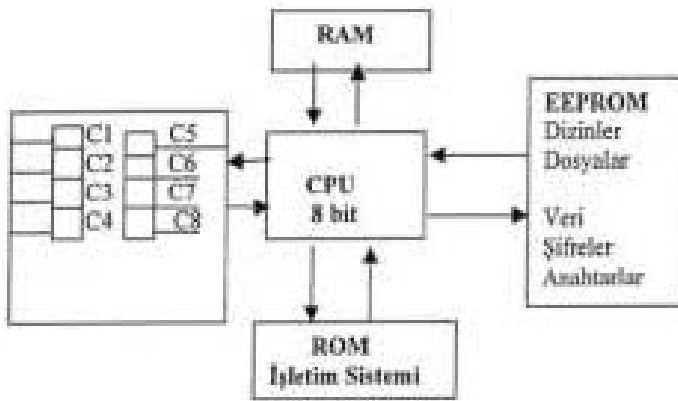 RAM
C1
C5
C2
C6
C3
C7
C4
C8
CPU
8 bit
EEPROM
Dizinler
Dosyalar
Veri
Şifreler
Anahtarlar
ROM
İşletim Sistemi